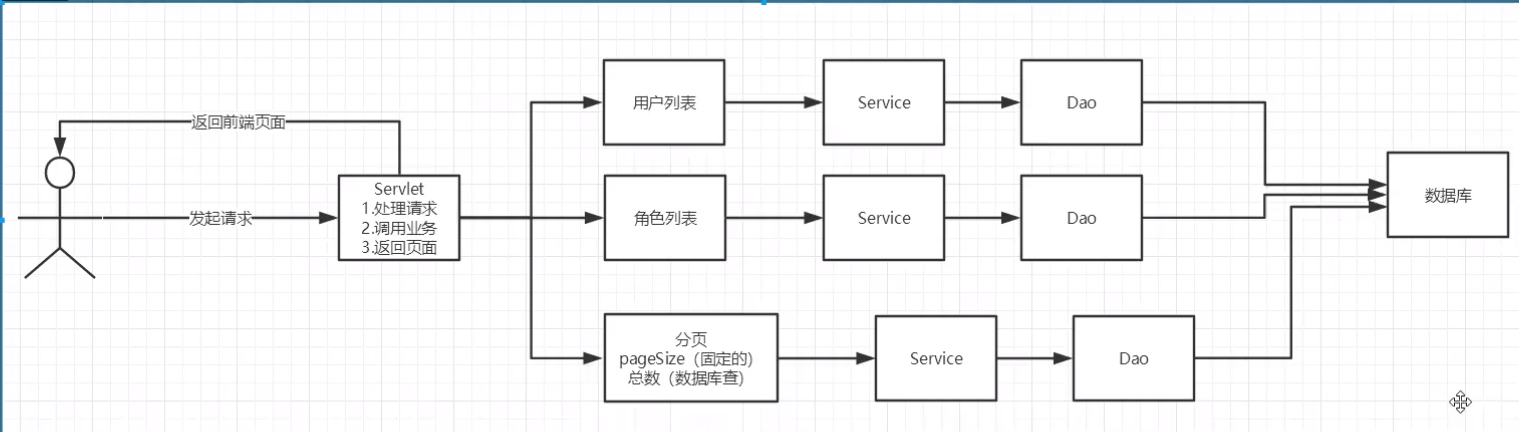 返回前端页面
发起请求
Servlet
1.处理请求
2.调用业务
3.返回页面
用户列表
Service
Dao
角色列表
Service
Dao
分页
pageSize（固定的）
总数（数据库查）
Service
Dao
数据库